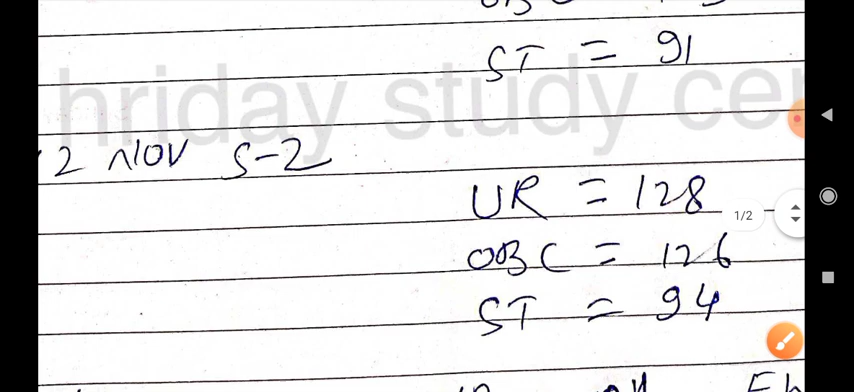 ST = 91
hriday study ce
2 NOV S-2
UR = 128
1/2
OBC = 126
ST = 94